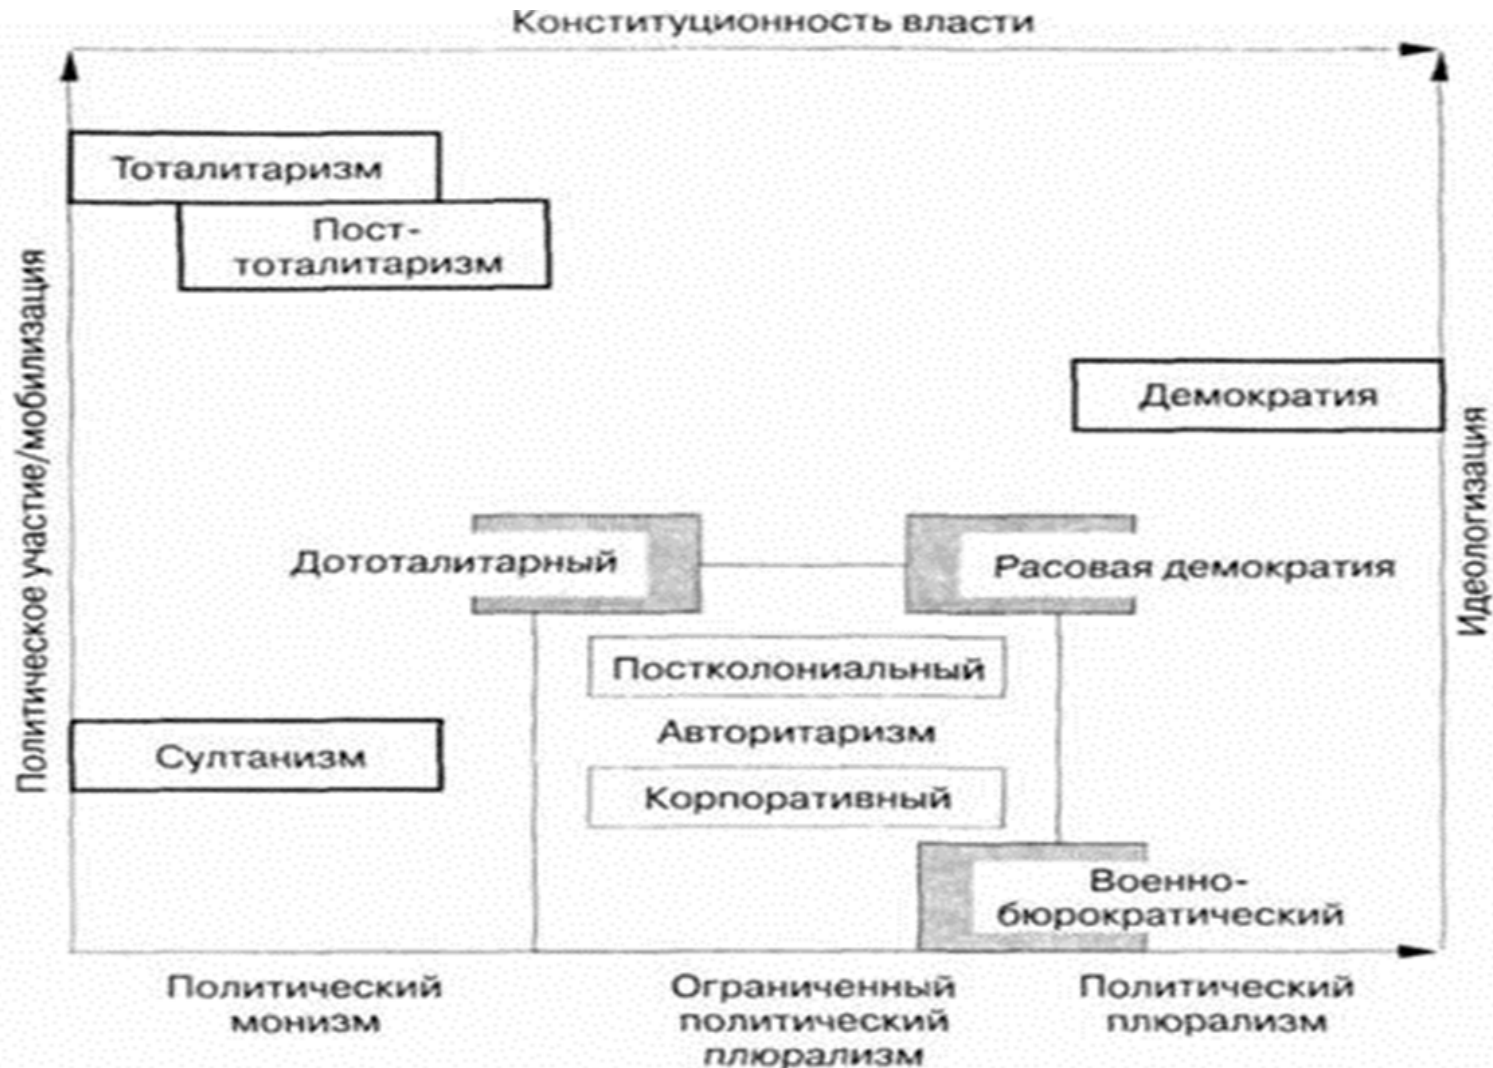 Конституционность власти
Тоталитаризм
Пост-
тоталитаризм
Политическое участие/мобилизация
Демократия
Идеологизация
Дототалитарный
Расовая демократия
Постколониальный
Авторитаризм
Султанизм
Корпоративный
Военно-
бюрократический
Политический
монизм
Ограниченный
политический
плюрализм
Политический
плюрализм